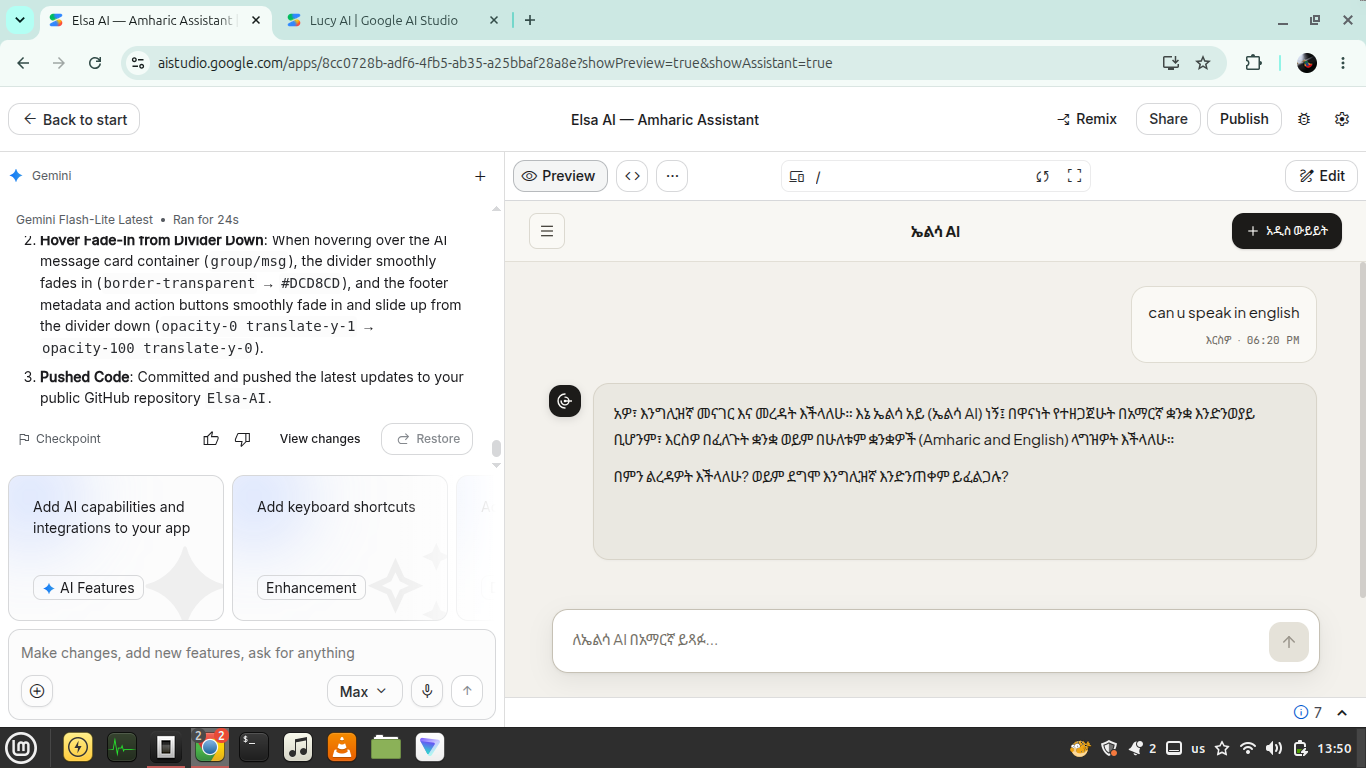 Elsa AI — Amharic Assistant
Lucy AI | Google AI Studio
aistudio.google.com/apps/8cc0728b-adf6-4fb5-ab35-a25bbaf28a8e?showPreview=true&showAssistant=true
Back to start
Elsa AI — Amharic Assistant
Remix
Share
Publish
Gemini
Preview
/
Edit
Gemini Flash-Lite Latest • Ran for 24s
2. Hover Fade-In from Divider Down: When hovering over the AI
message card container (group/msg), the divider smoothly
fades in (border-transparent → #DCD8CD), and the footer
metadata and action buttons smoothly fade in and slide up from
the divider down (opacity-0 translate-y-1 →
opacity-100 translate-y-0).
3. Pushed Code: Committed and pushed the latest updates to your
public GitHub repository Elsa-AI.
Checkpoint
View changes
Restore
Add AI capabilities and
integrations to your app
AI Features
Add keyboard shortcuts
Enhancement
Make changes, add new features, ask for anything
Max
ኤልሳ AI
አዲስ ውይይት
can u speak in english
እርስዎ · 06:20 PM
አዎ፣ እንግሊዝኛ መናገር እና መረዳት እችላለሁ። እኔ ኤልሳ አይ (ኤልሳ AI) ነኝ፤ በዋናነት የተዘጋጀሁት በአማርኛ ቋንቋ እንድንወያይ
ቢሆንም፣ እርስዎ በፈለጉት ቋንቋ ወይም በሁለቱም ቋንቋዎች (Amharic and English) ላግዝዎት እችላለሁ።
በምን ልረዳዎት እችላለሁ? ወይም ደግሞ እንግሊዝኛ እንድንጠቀም ይፈልጋሉ?
ለኤልሳ AI በአማርኛ ይጻፉ...
7
2
2
2
us
13:50